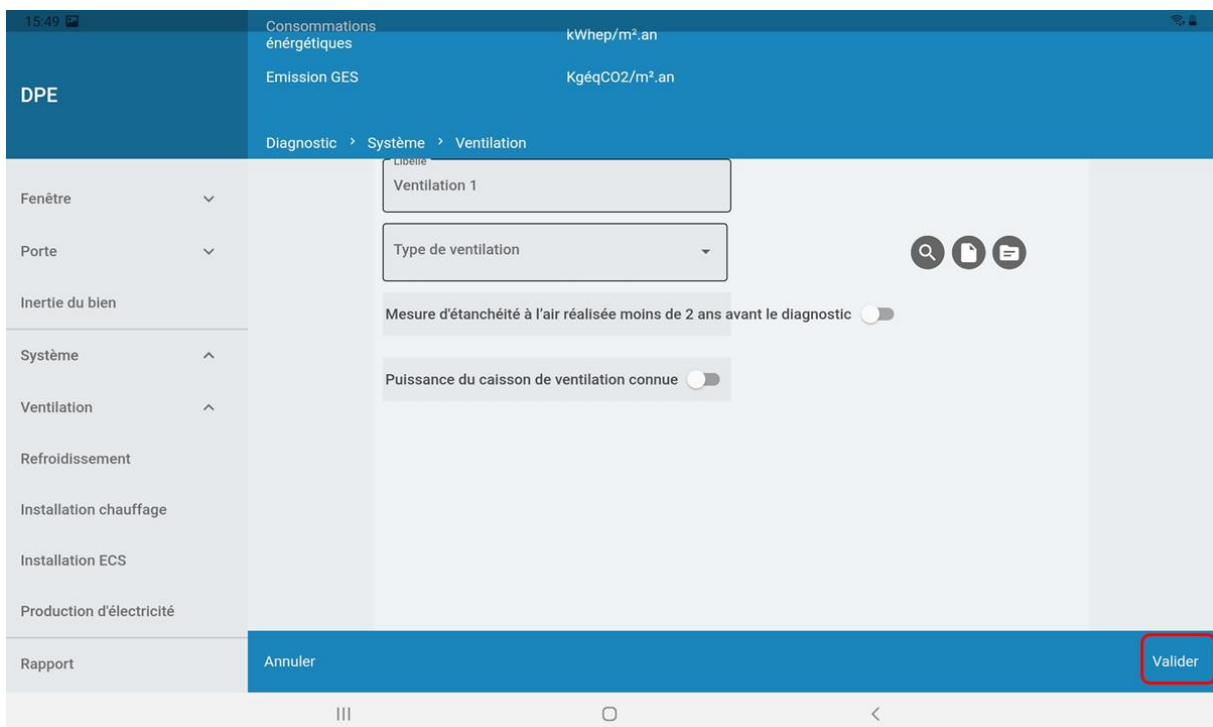 15:49
Consommations
énérgétiques
kWhep/m².an
Emission GES
KgéqCO2/m².an
DPE
Diagnostic > Système > Ventilation
Fenêtre
Porte
Inertie du bien
Système
Ventilation
Refroidissement
Installation chauffage
Installation ECS
Production d'électricité
Rapport
Libellé
Ventilation 1
Type de ventilation
Mesure d'étanchéité à l'air réalisée moins de 2 ans avant le diagnostic
Puissance du caisson de ventilation connue
Annuler
Valider